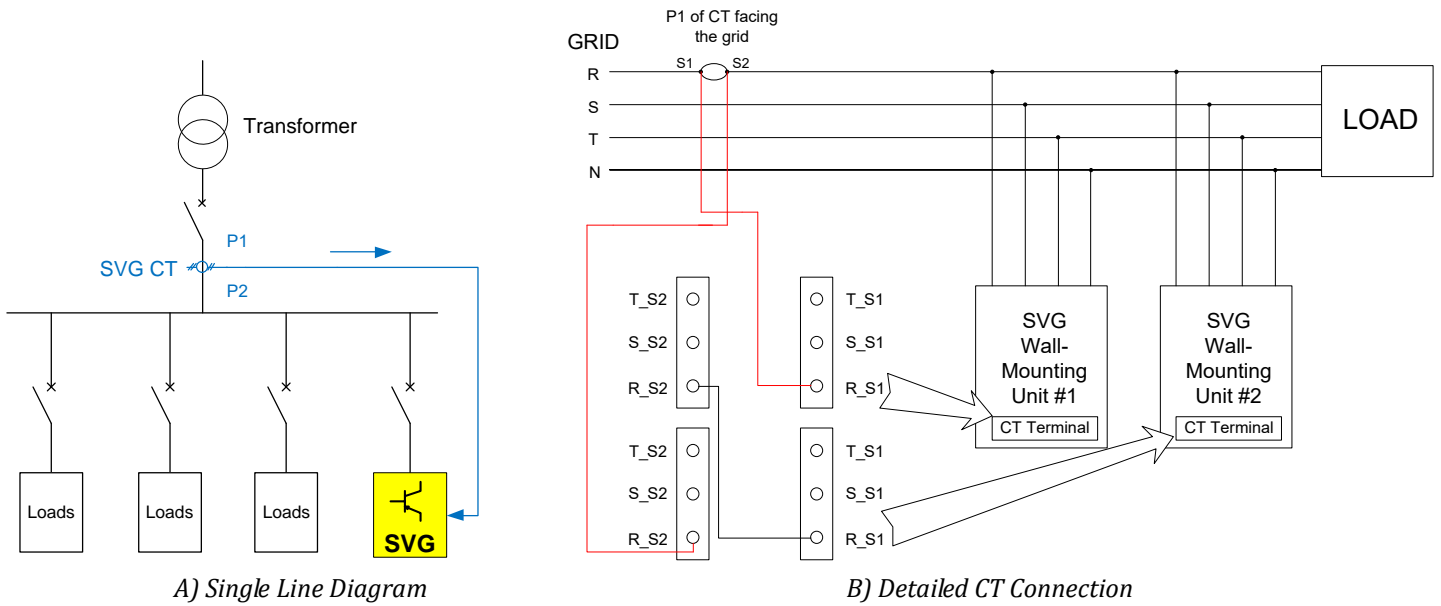 Transformer
P1
SVG CT
P2
Loads
Loads
Loads
SVG
A) Single Line Diagram
P1 of CT facing
the grid
GRID
S1
S2
R
S
T
N
LOAD
T_S2
S_S2
R_S2
T_S1
S_S1
R_S1
T_S2
S_S2
R_S2
T_S1
S_S1
R_S1
SVG
Wall-
Mounting
Unit #1
CT Terminal
SVG
Wall-
Mounting
Unit #2
CT Terminal
B) Detailed CT Connection